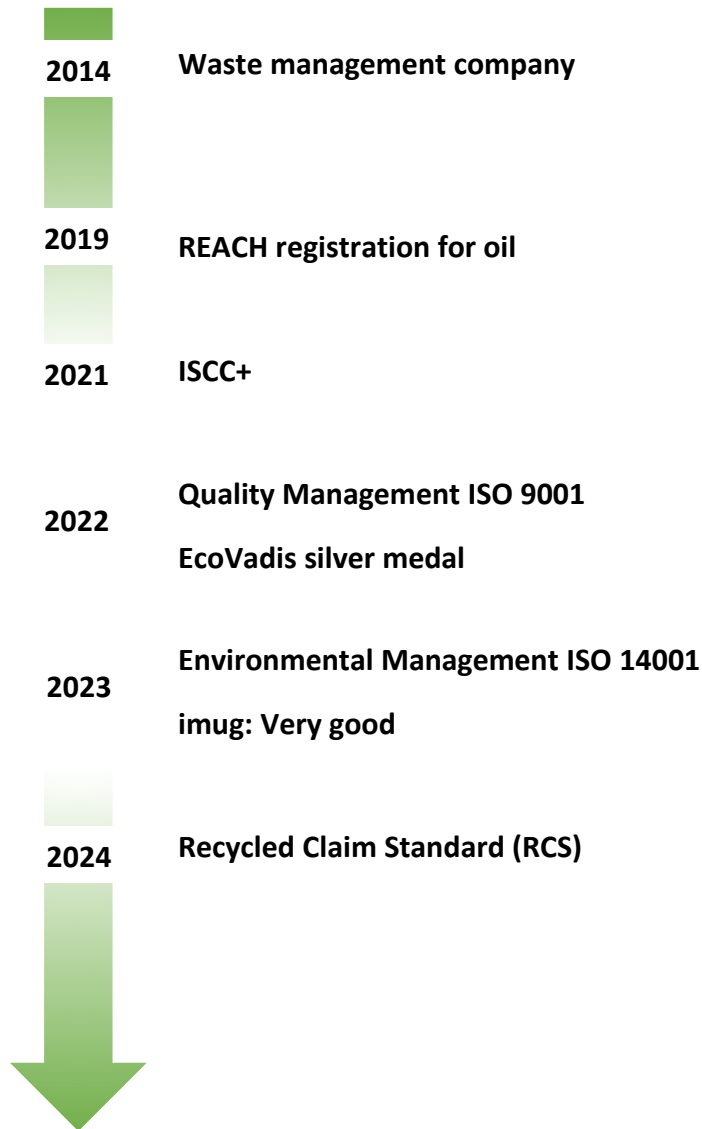 2014
Waste management company
2019
REACH registration for oil
2021
ISCC+
2022
Quality Management ISO 9001
EcoVadis silver medal
2023
Environmental Management ISO 14001
imug: Very good
2024
Recycled Claim Standard (RCS)